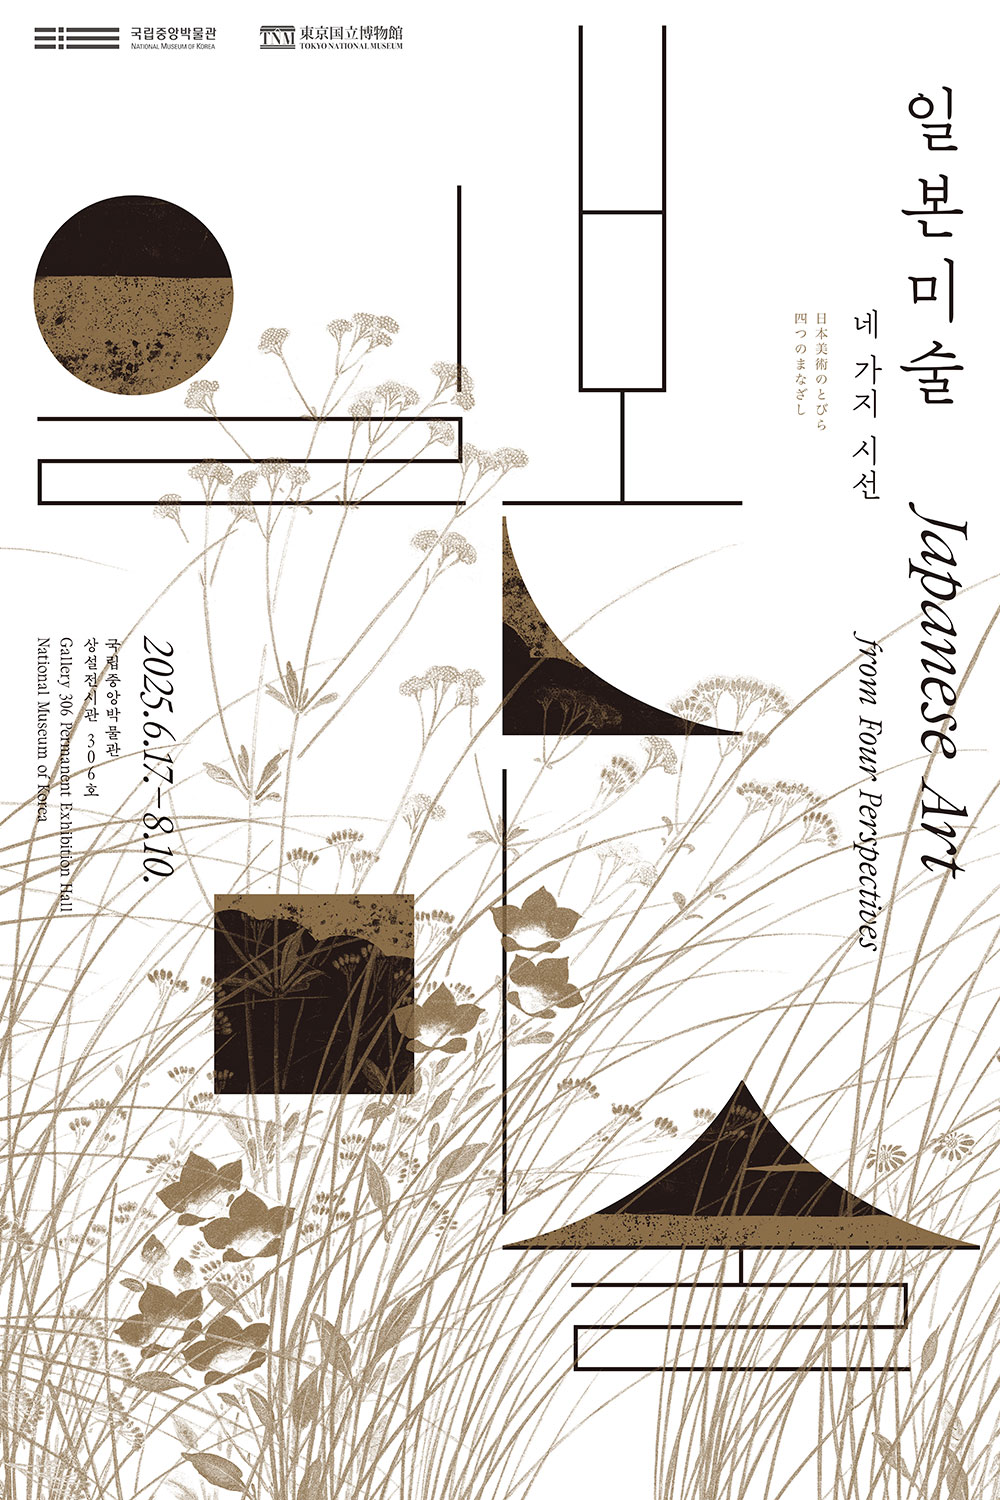 국립중앙박물관
NATIONAL MUSEUM OF KOREA
TNM
東京国立博物館
TOKYO NATIONAL MUSEUM
일본미술
네 가지 시선
日本美術のとびら
四つのまなざし
Japanese Art
from Four Perspectives
2025.6.17.–8.10.
국립중앙박물관
상설전시관 306호
Gallery 306 Permanent Exhibition Hall
National Museum of Korea
일본미술